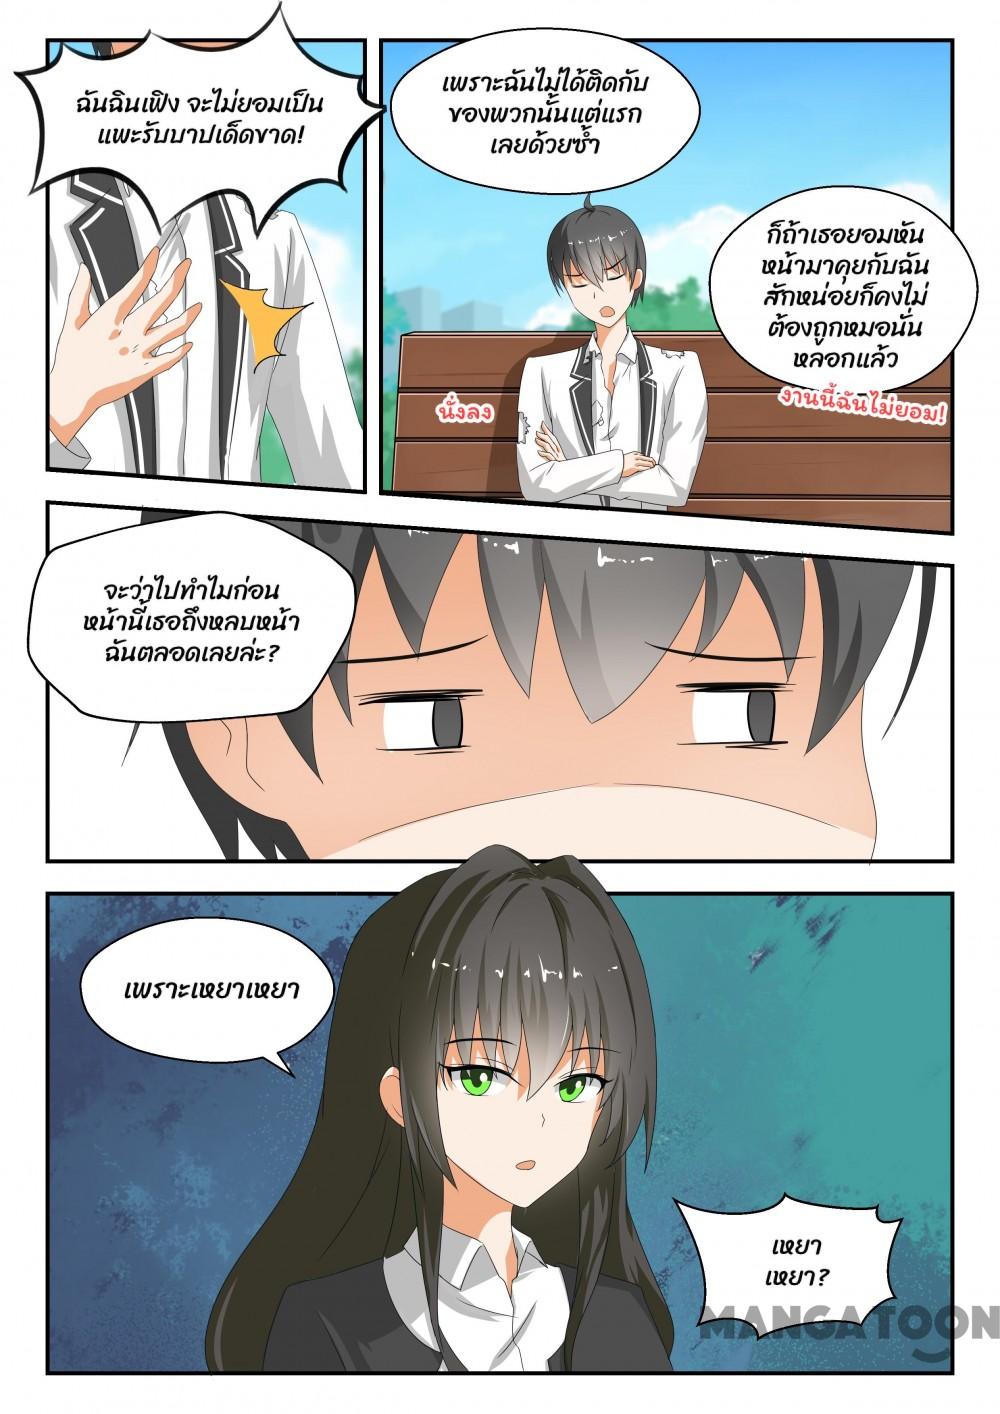 ฉันฉินเฟิง จะไม่ยอมเป็น
แพะรับบาปเด็ดขาด!
เพราะฉันไม่ได้ติดกับ
ของพวกนั้นแต่แรก
เลยด้วยซ้ำ
ก็ถ้าเธอยอมหัน
หน้ามาคุยกับฉัน
สักหน่อยก็คงไม่
ต้องถูกหมอนั่น
หลอกแล้ว
งานนี้ฉันไม่ยอม!
นั่งลง
จะว่าไปทำไมก่อน
หน้านี้เธอถึงหลบหน้า
ฉันตลอดเลยล่ะ?
เพราะเหยาเหยา
เหยา
เหยา?
MANGATOON